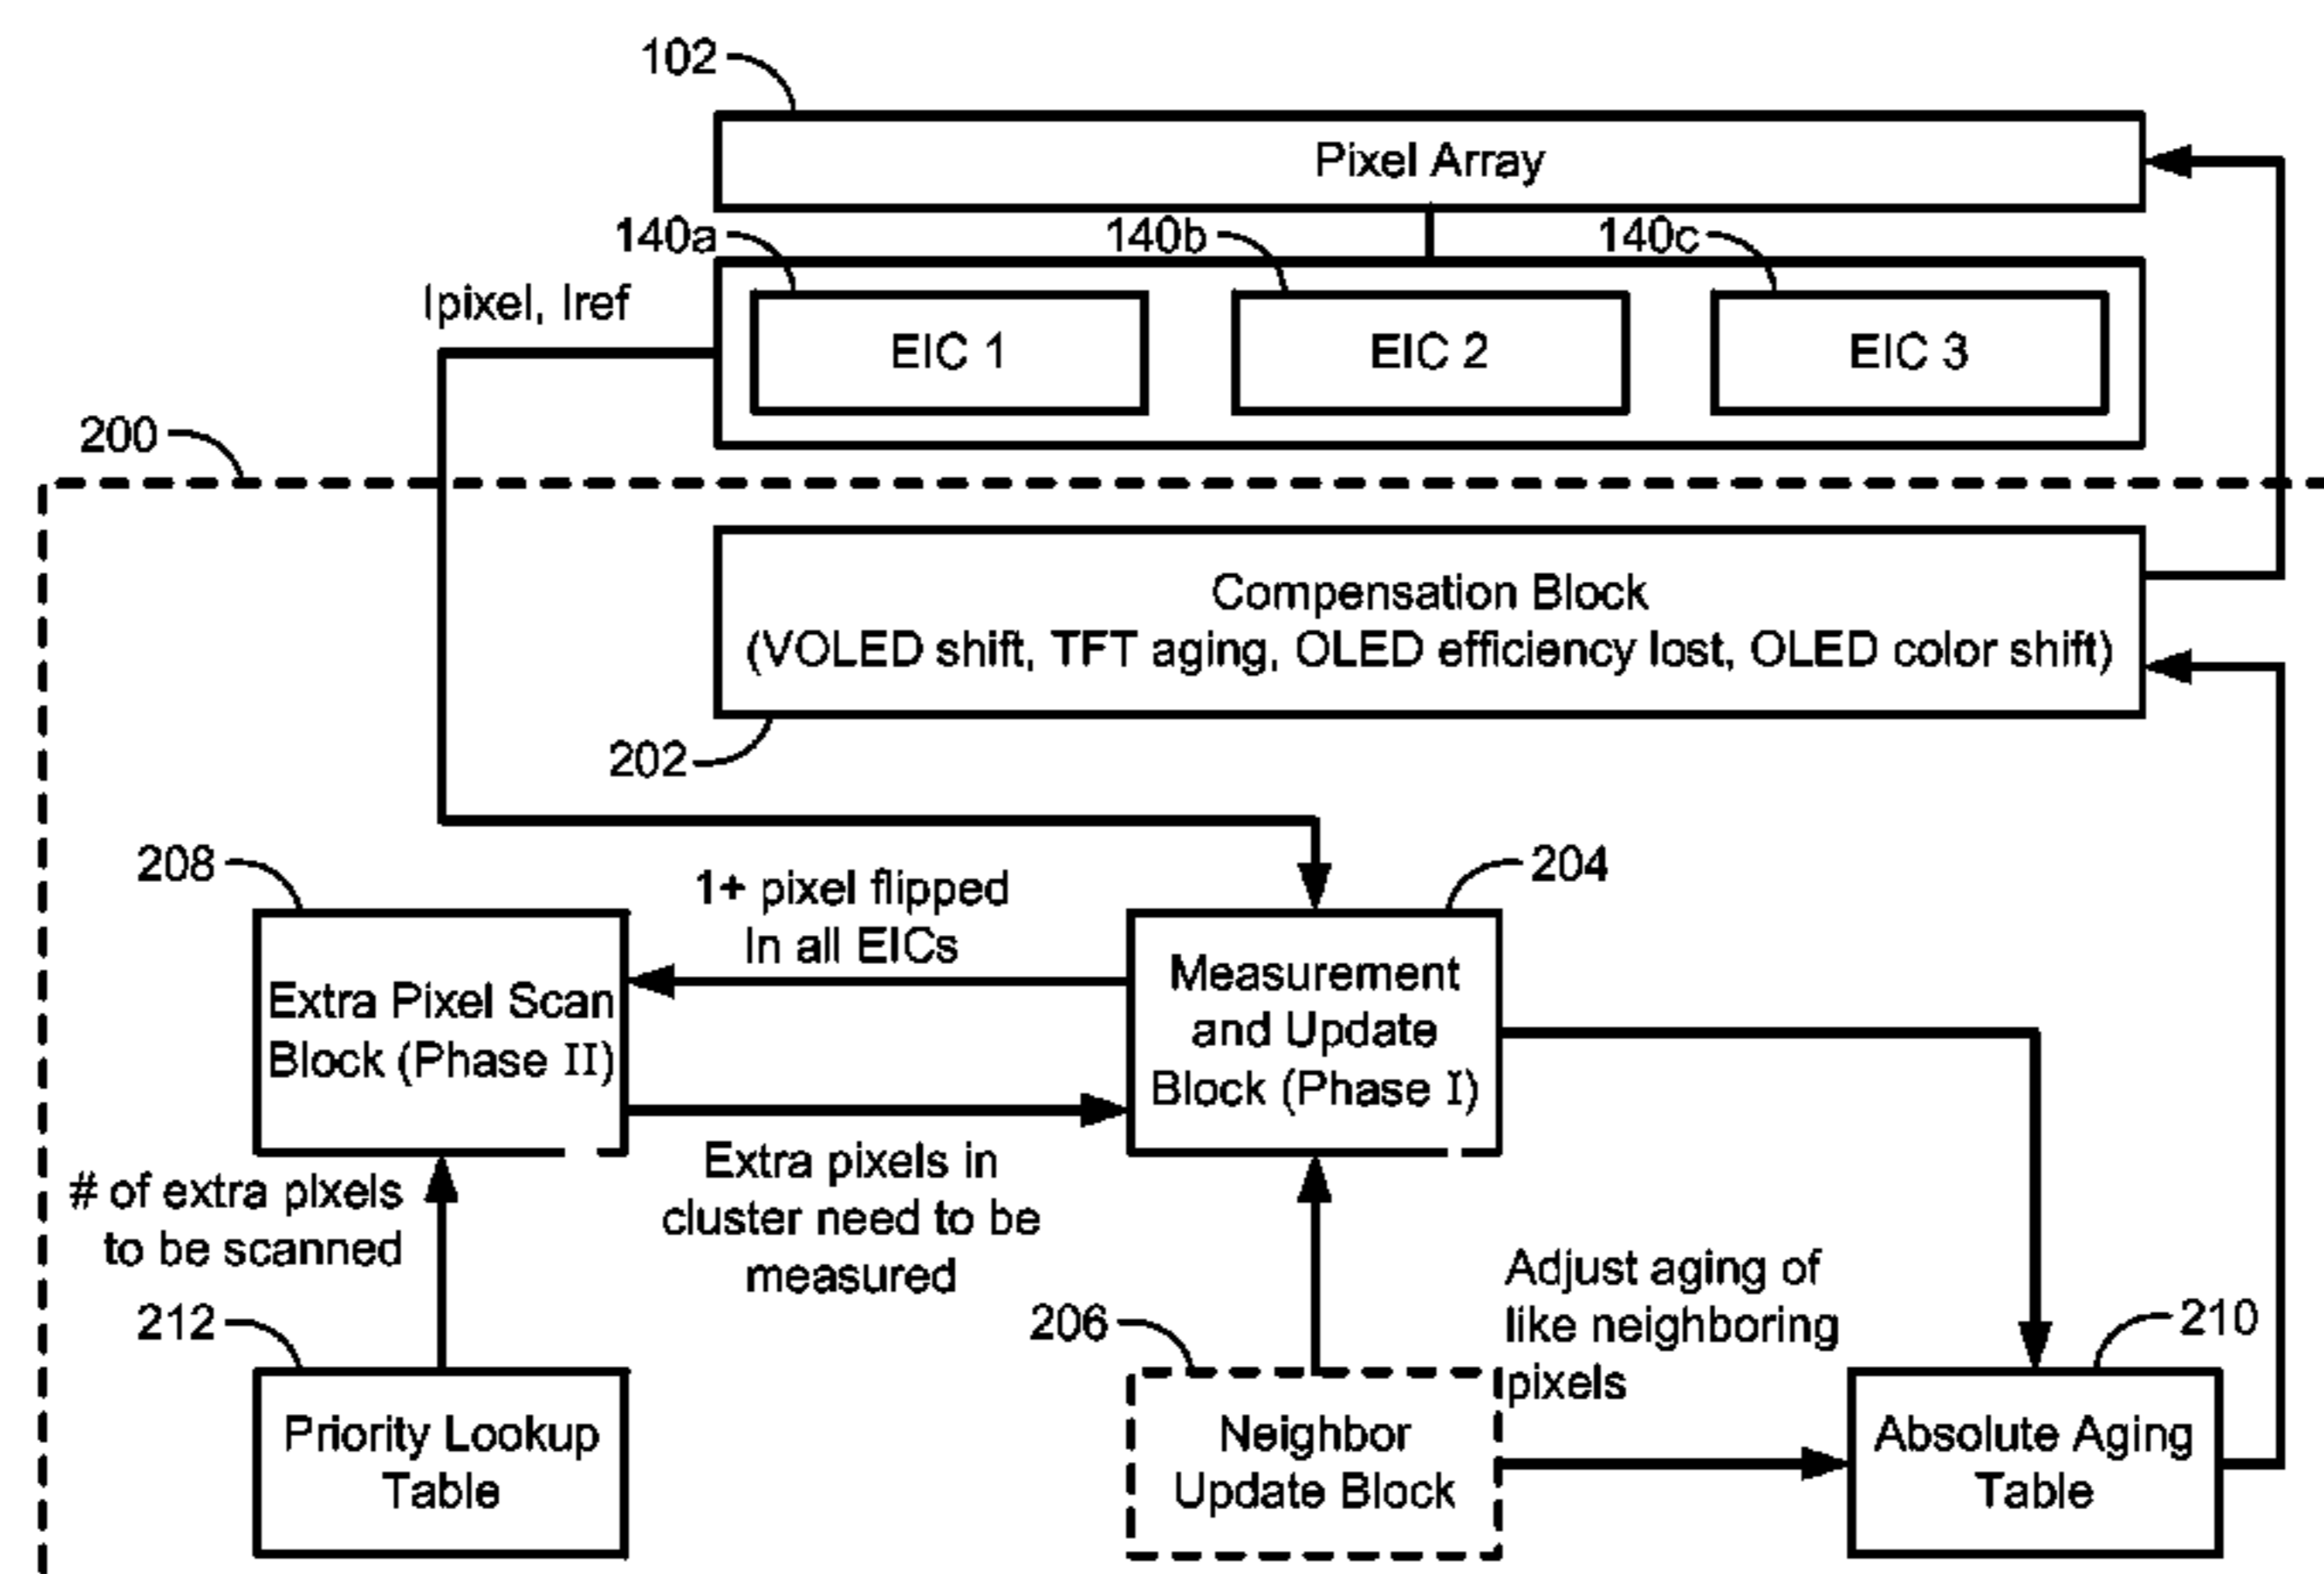 102
Pixel Array
140a
140b
140c
Ipixel, Iref
EIC 1
EIC 2
EIC 3
200
Compensation Block
(VOLED shift, TFT aging, OLED efficiency lost, OLED color shift)
202
208
1+ pixel flipped
In all EICs
204
Extra Pixel Scan
Block (Phase II)
Measurement
and Update
Block (Phase I)
# of extra pixels
to be scanned
Extra pixels in
cluster need to be
measured
Adjust aging of
like neighboring
pixels
212
206
210
Priority Lookup
Table
Neighbor
Update Block
Absolute Aging
Table